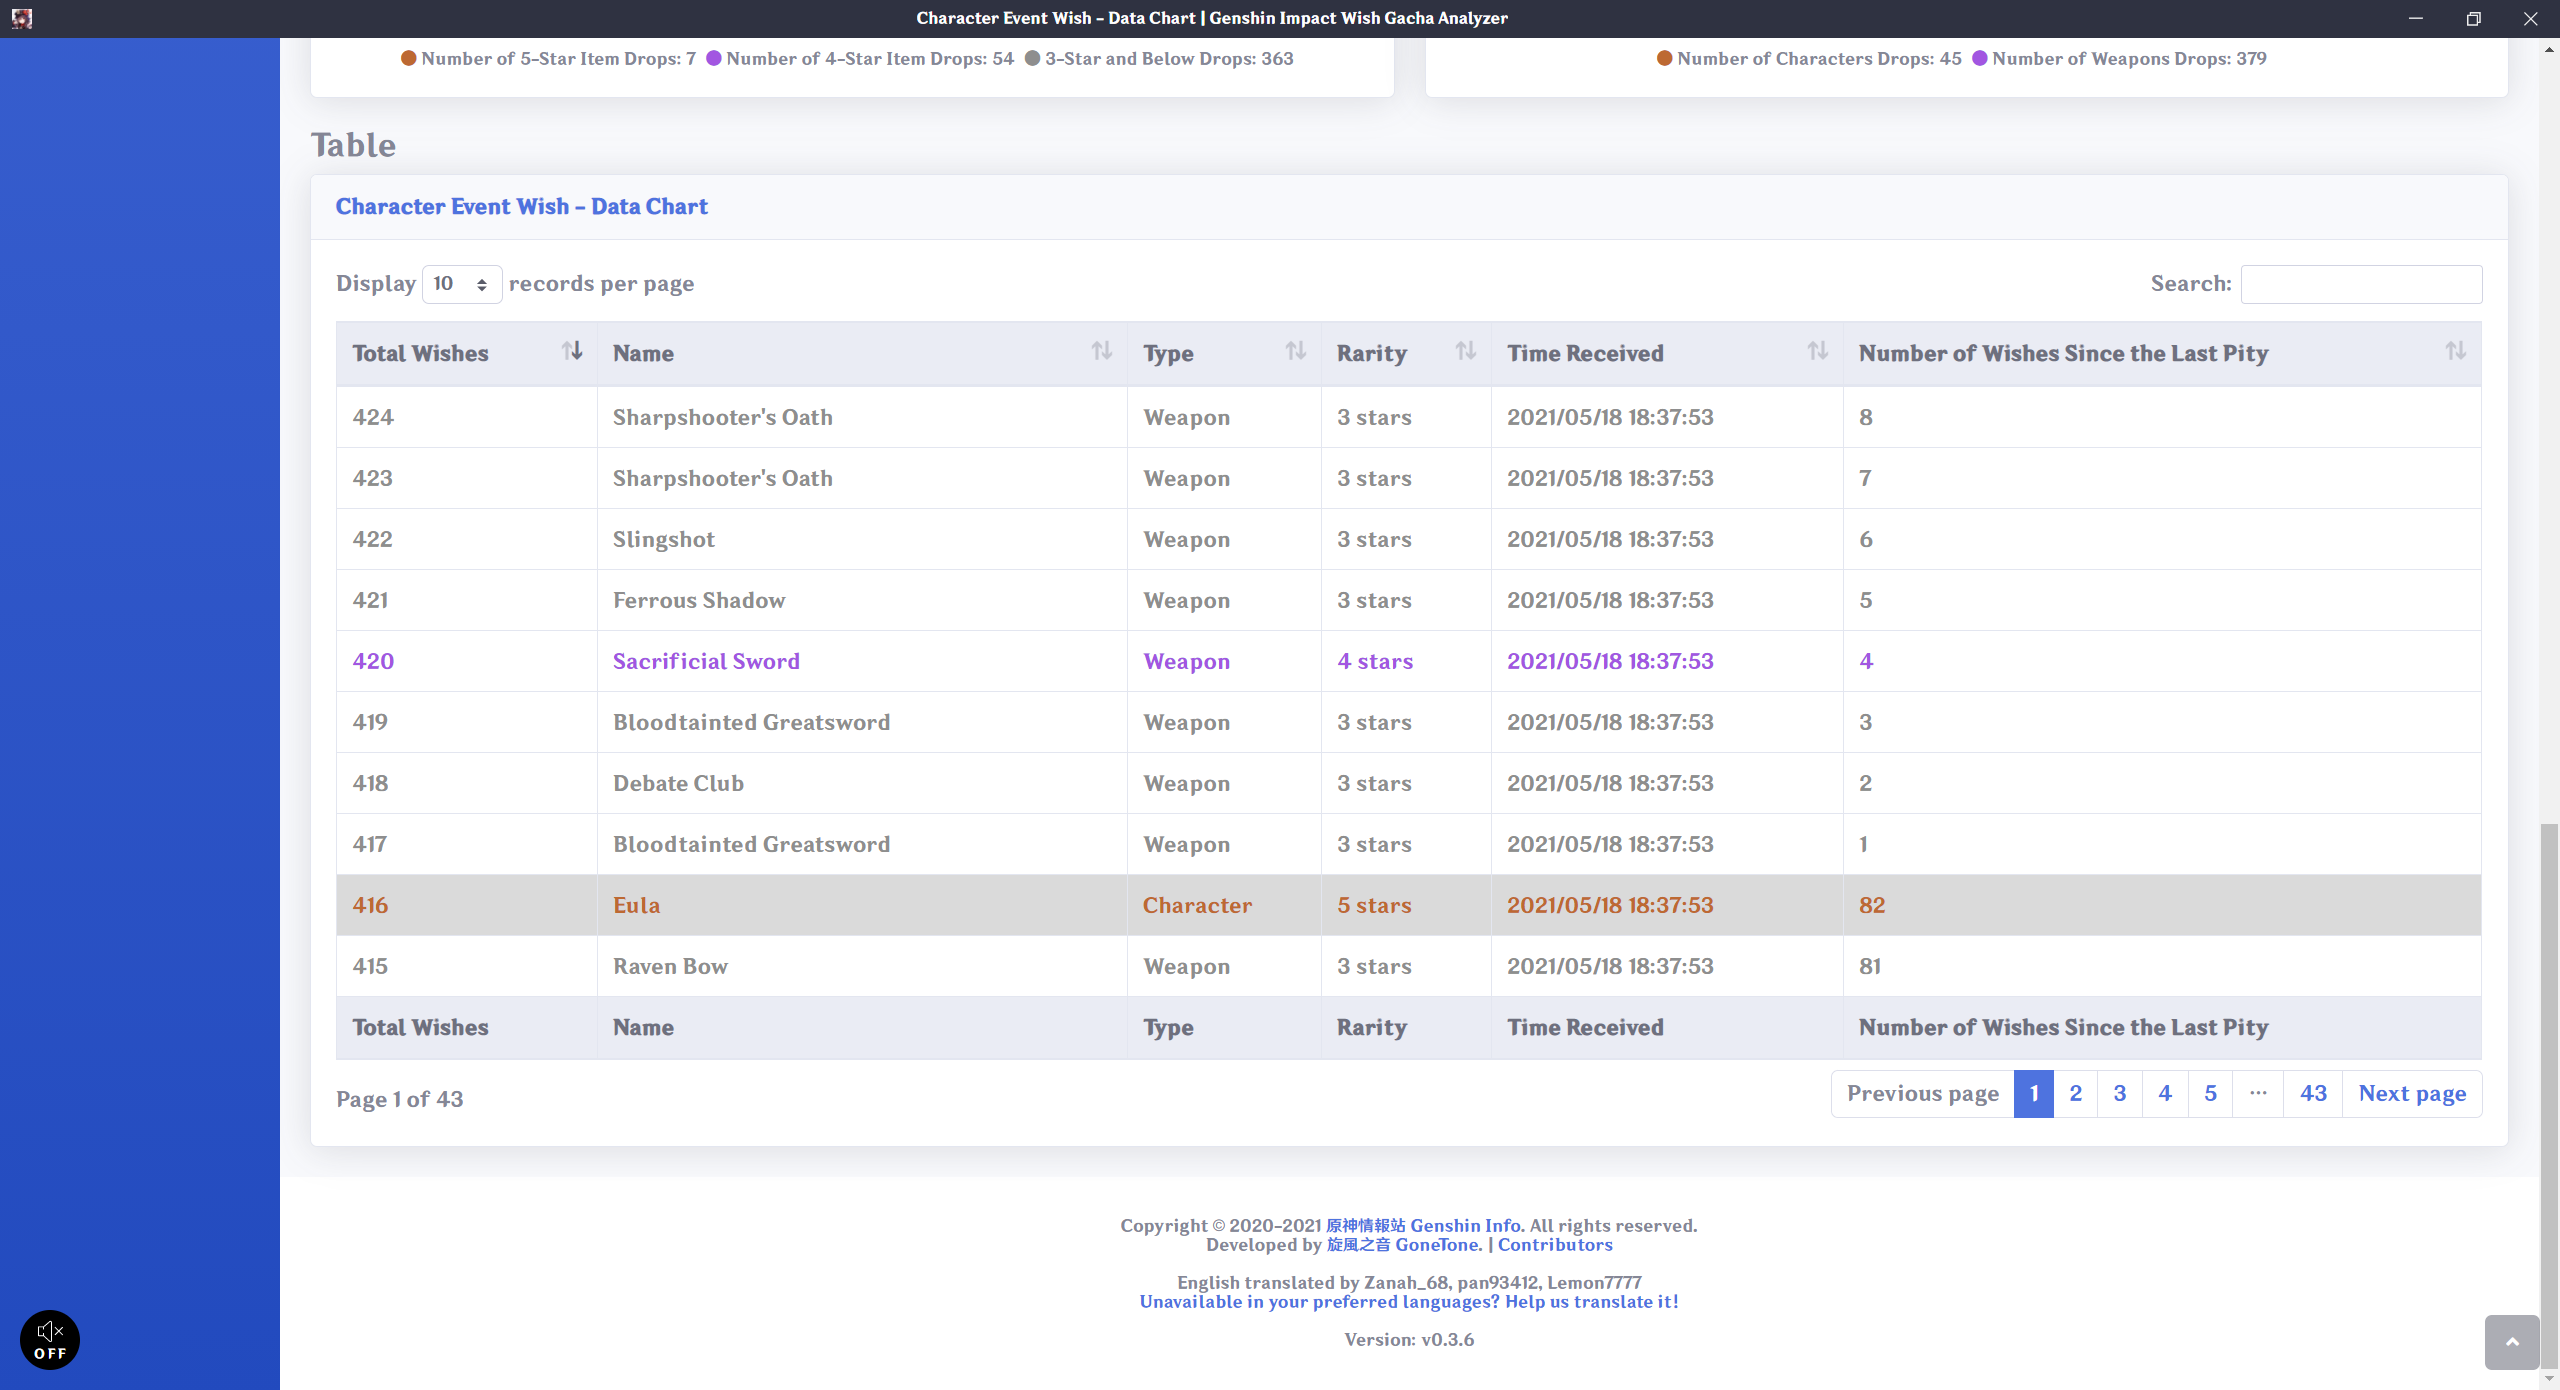 Character Event Wish - Data Chart | Genshin Impact Wish Gacha Analyzer
Number of 5-Star Item Drops: 7 Number of 4-Star Item Drops: 54 3-Star and Below Drops: 363
Number of Characters Drops: 45 Number of Weapons Drops: 379
Table
Character Event Wish - Data Chart
Display 10 records per page
Search:
Total Wishes Name Type Rarity Time Received Number of Wishes Since the Last Pity
424 Sharpshooter's Oath Weapon 3 stars 2021/05/18 18:37:53 8
423 Sharpshooter's Oath Weapon 3 stars 2021/05/18 18:37:53 7
422 Slingshot Weapon 3 stars 2021/05/18 18:37:53 6
421 Ferrous Shadow Weapon 3 stars 2021/05/18 18:37:53 5
420 Sacrificial Sword Weapon 4 stars 2021/05/18 18:37:53 4
419 Bloodtainted Greatsword Weapon 3 stars 2021/05/18 18:37:53 3
418 Debate Club Weapon 3 stars 2021/05/18 18:37:53 2
417 Bloodtainted Greatsword Weapon 3 stars 2021/05/18 18:37:53 1
416 Eula Character 5 stars 2021/05/18 18:37:53 82
415 Raven Bow Weapon 3 stars 2021/05/18 18:37:53 81
Total Wishes Name Type Rarity Time Received Number of Wishes Since the Last Pity
Page 1 of 43
Previous page 1 2 3 4 5 ... 43 Next page
Copyright © 2020-2021 原神情報站 Genshin Info. All rights reserved.
Developed by 旋風之音 GoneTone. | Contributors
English translated by Zanah_68, pan93412, Lemon7777
Unavailable in your preferred languages? Help us translate it!
Version: v0.3.6
OFF